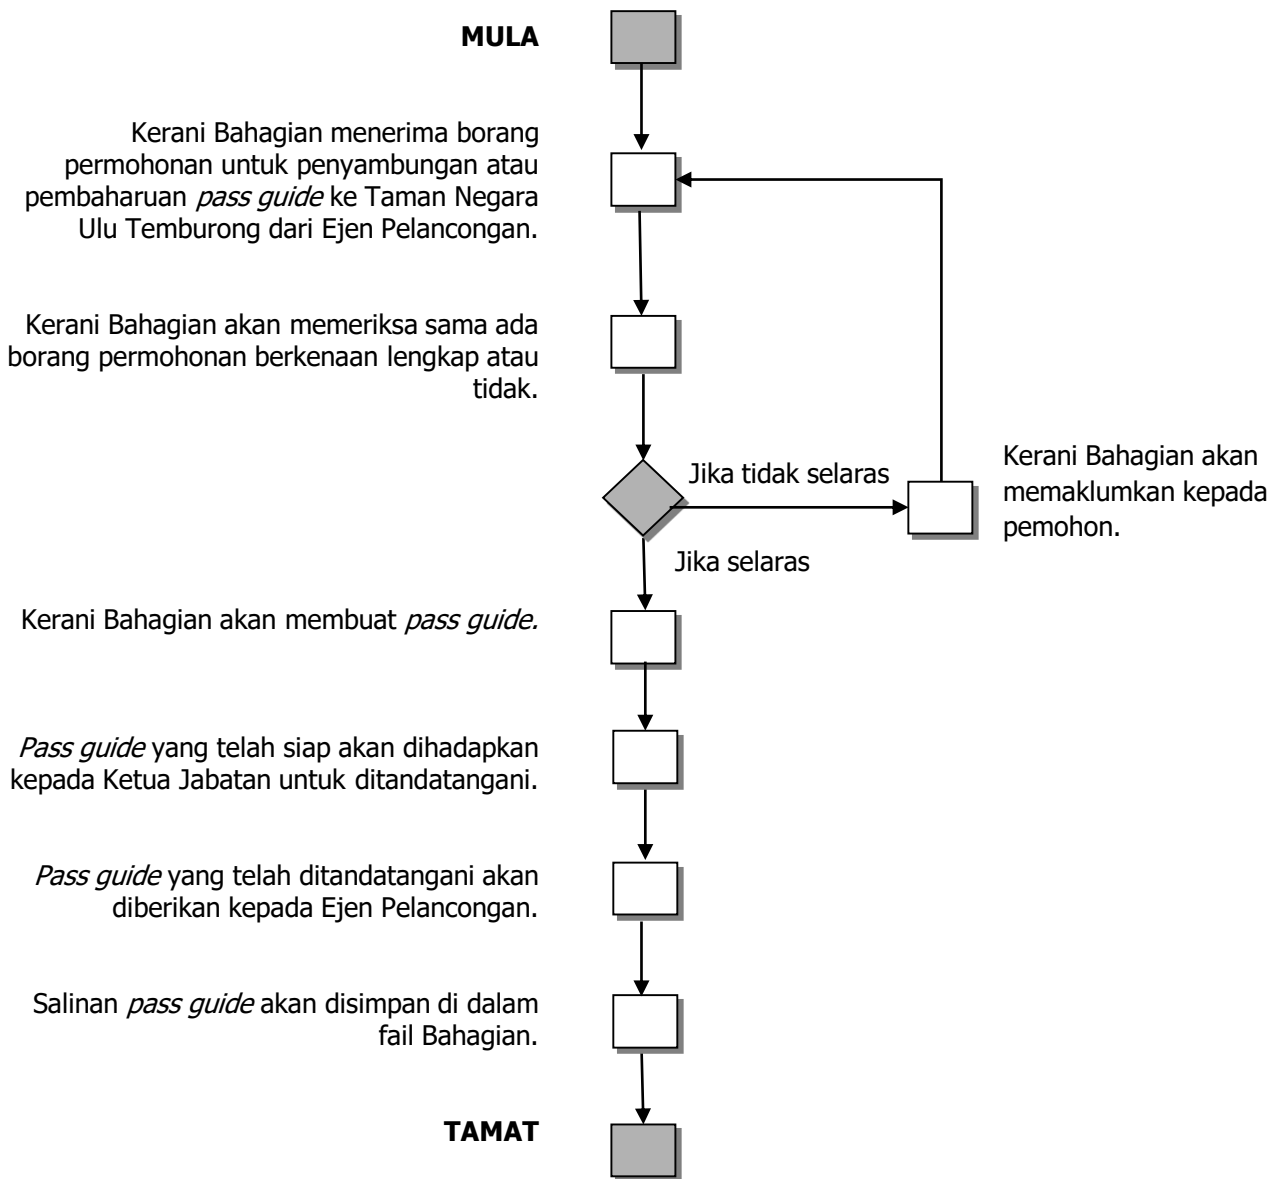 MULA
Kerani Bahagian menerima borang
permohonan untuk penyambungan atau
pembaharuan pass guide ke Taman Negara
Ulu Temburong dari Ejen Pelancongan.
Kerani Bahagian akan memeriksa sama ada
borang permohonan berkenaan lengkap atau
tidak.
Jika tidak selaras
Kerani Bahagian akan
memaklumkan kepada
pemohon.
Jika selaras
Kerani Bahagian akan membuat pass guide.
Pass guide yang telah siap akan dihadapkan
kepada Ketua Jabatan untuk ditandatangani.
Pass guide yang telah ditandatangani akan
diberikan kepada Ejen Pelancongan.
Salinan pass guide akan disimpan di dalam
fail Bahagian.
TAMAT